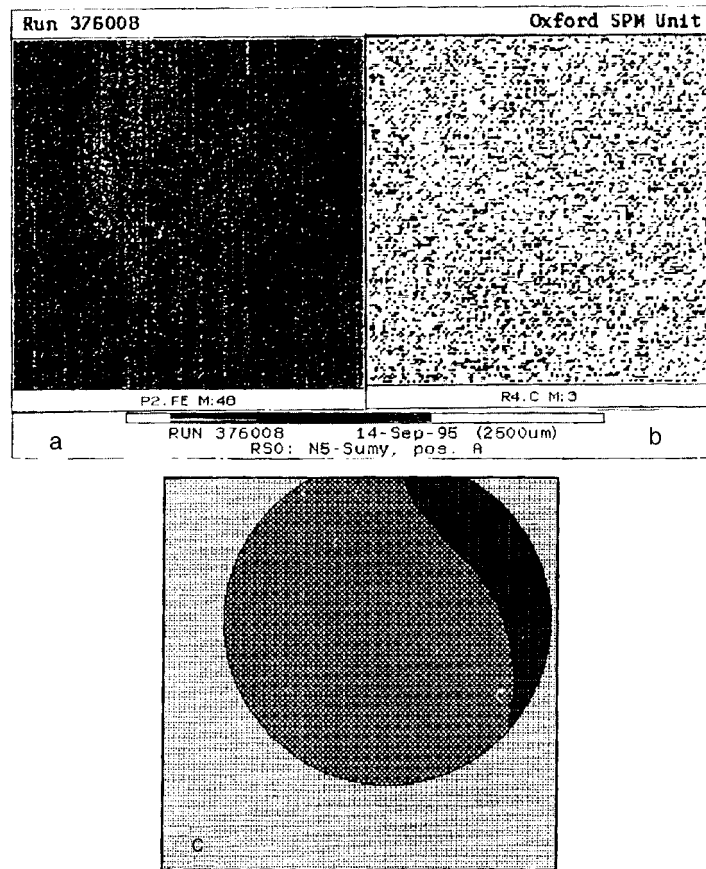 Run 376008 Oxford SPM Unit
P2.FE M:48 R4.C M:3
a RUN 376008 14-Sep-95 (2500um) b
RS0: N5-Sumy, pos. A
c